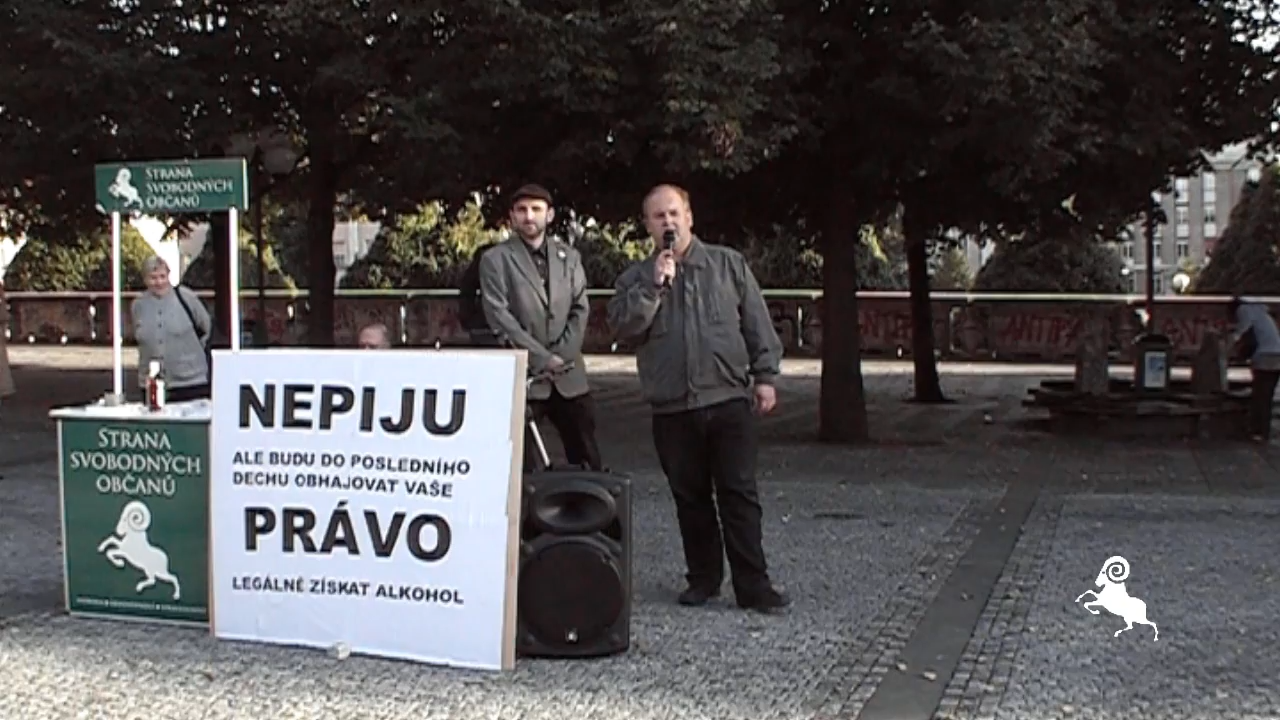 STRANA
SVOBODNÝCH
OBČANŮ
NEPIJU
ALE BUDU DO POSLEDNÍHO
DECHU OBHAJOVAT VAŠE
PRÁVO
LEGÁLNĚ ZÍSKAT ALKOHOL
STRANA
SVOBODNÝCH
OBČANŮ